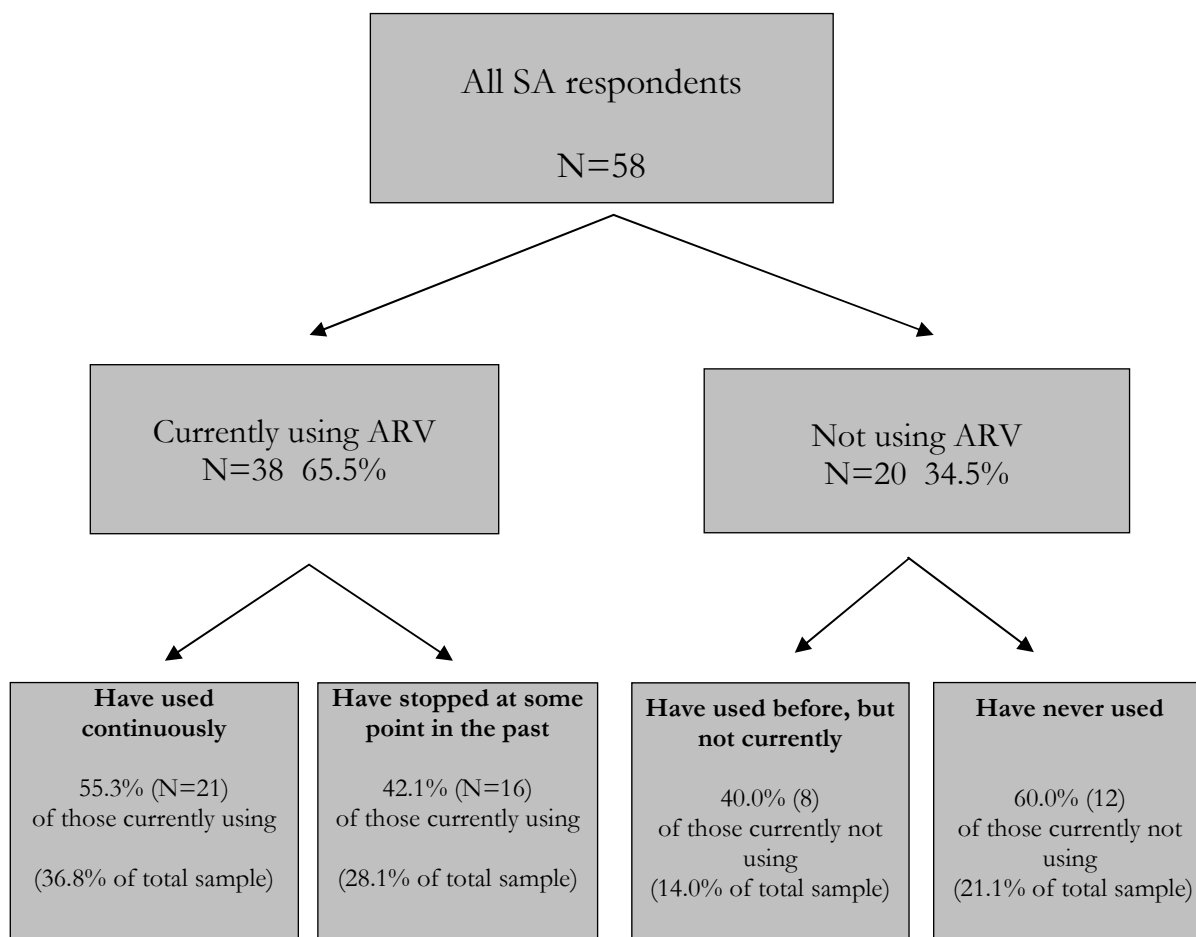 All SA respondents
N=58
Currently using ARV
N=38 65.5%
Not using ARV
N=20 34.5%
Have used
continuously
55.3% (N=21)
of those currently using
(36.8% of total sample)
Have stopped at some
point in the past
42.1% (N=16)
of those currently using
(28.1% of total sample)
Have used before, but
not currently
40.0% (8)
of those currently not
using
(14.0% of total sample)
Have never used
60.0% (12)
of those currently not
using
(21.1% of total sample)